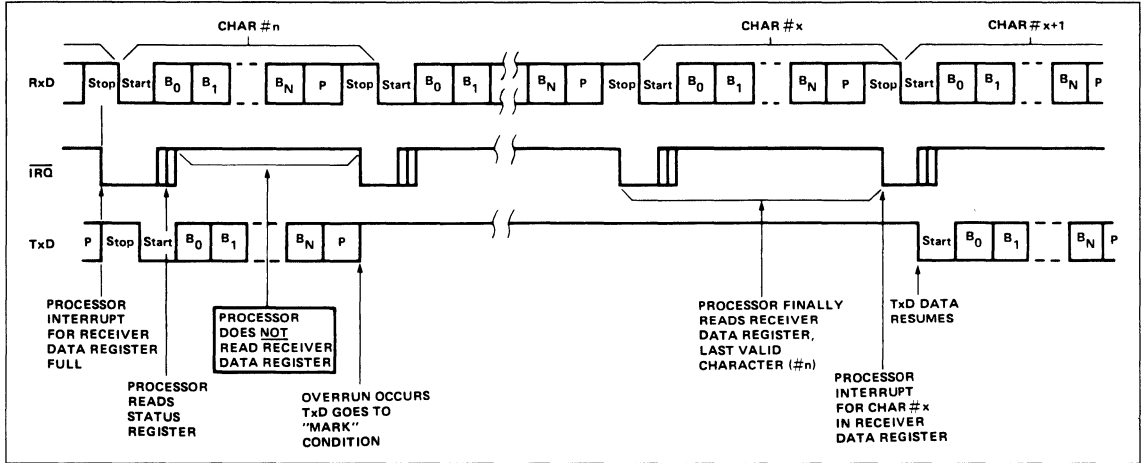 CHAR #n
CHAR #x
CHAR #x+1
RxD
Stop Start B0 B1 BN P Stop Start B0 B1 BN P Stop Start B0 B1 BN P Stop Start B0 B1 BN P
IRQ
TxD
P Stop Start B0 B1 BN P Start B0 B1 BN P
PROCESSOR
INTERRUPT
FOR RECEIVER
DATA REGISTER
FULL
PROCESSOR
READS
STATUS
REGISTER
PROCESSOR
DOES NOT
READ RECEIVER
DATA REGISTER
OVERRUN OCCURS
TxD GOES TO
"MARK"
CONDITION
PROCESSOR FINALLY
READS RECEIVER
DATA REGISTER,
LAST VALID
CHARACTER (#n)
PROCESSOR
INTERRUPT
FOR CHAR #x
IN RECEIVER
DATA REGISTER
TxD DATA
RESUMES